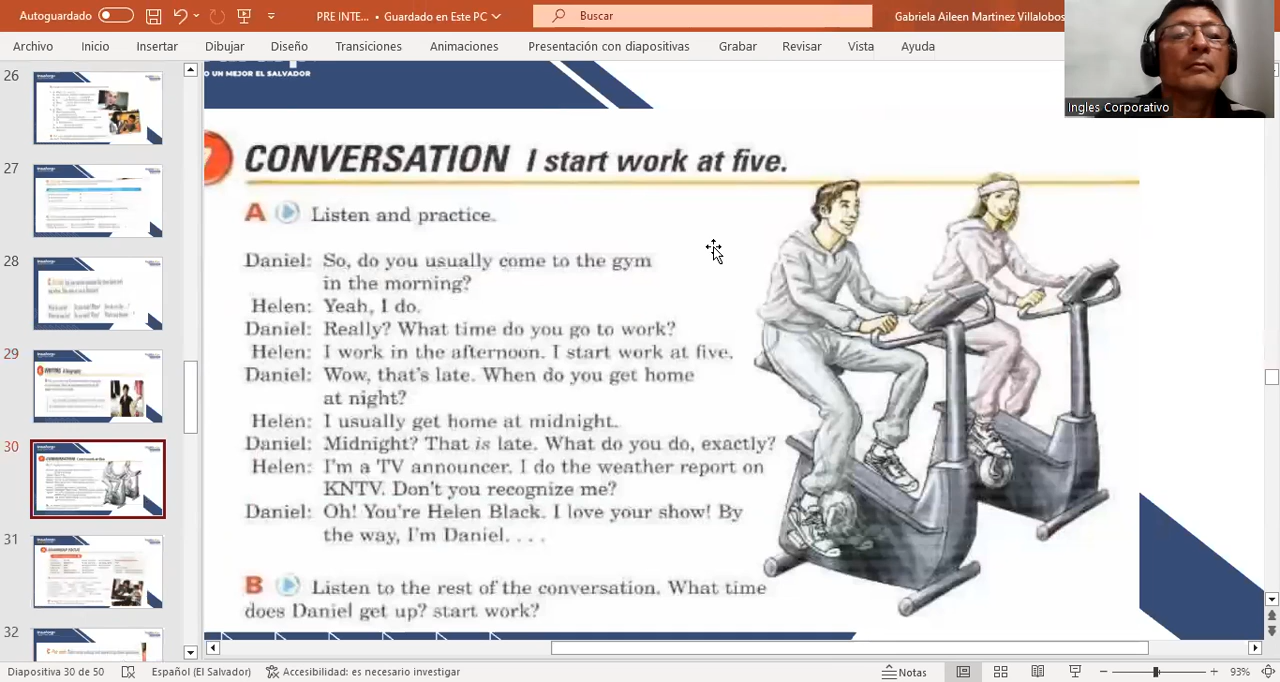 Autoguardado
PRE INTE... • Guardado en Este PC
Buscar
Gabriela Aileen Martinez Villalobos
Archivo Inicio Insertar Dibujar Diseño Transiciones Animaciones Presentación con diapositivas Grabar Revisar Vista Ayuda
Ingles Corporativo
26
27
28
29
30
31
32
O UN MEJOR EL SALVADOR
7 CONVERSATION I start work at five.
A Listen and practice.
Daniel: So, do you usually come to the gym
in the morning?
Helen: Yeah, I do.
Daniel: Really? What time do you go to work?
Helen: I work in the afternoon. I start work at five.
Daniel: Wow, that's late. When do you get home
at night?
Helen: I usually get home at midnight.
Daniel: Midnight? That is late. What do you do, exactly?
Helen: I'm a TV announcer. I do the weather report on
KNTV. Don't you recognize me?
Daniel: Oh! You're Helen Black. I love your show! By
the way, I'm Daniel. . . .
B Listen to the rest of the conversation. What time
does Daniel get up? start work?
Diapositiva 30 de 50 Español (El Salvador) Accesibilidad: es necesario investigar Notas 93%